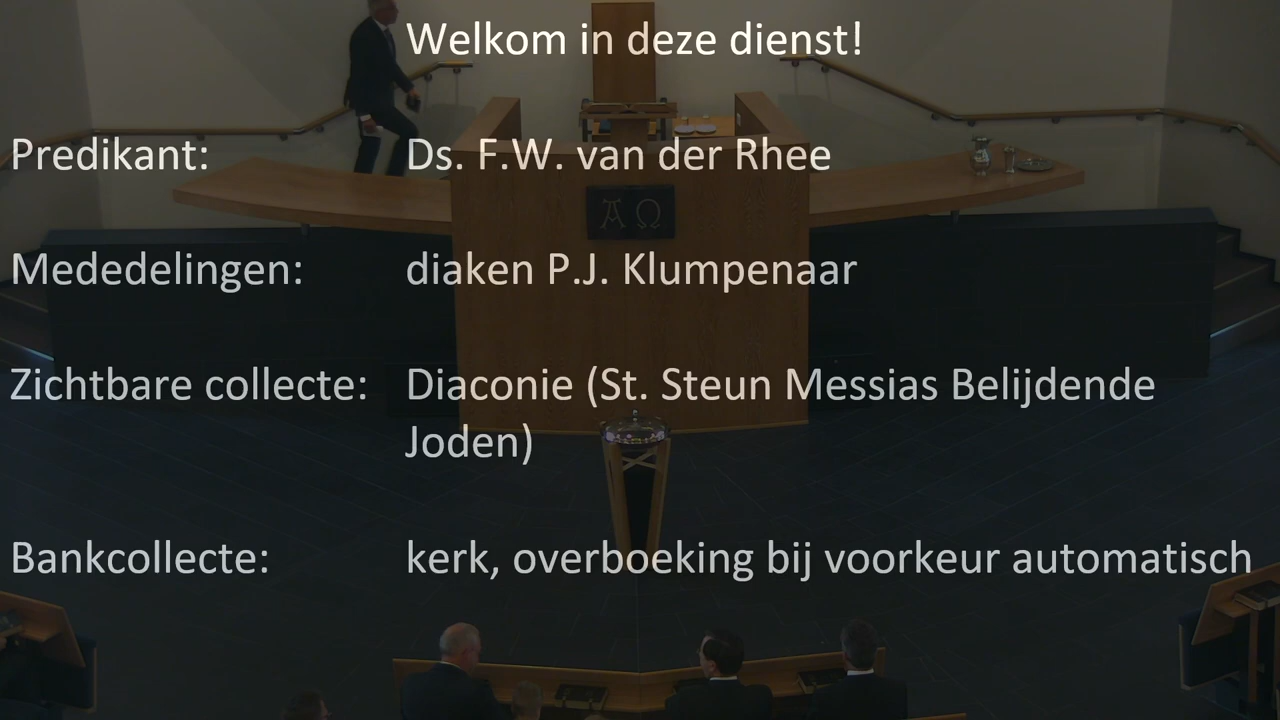 Welkom in deze dienst!
Predikant: Ds. F.W. van der Rhee
ΑΩ
Mededelingen: diaken P.J. Klumpenaar
Zichtbare collecte: Diaconie (St. Steun Messias Belijdende
Joden)
Bankcollecte: kerk, overboeking bij voorkeur automatisch